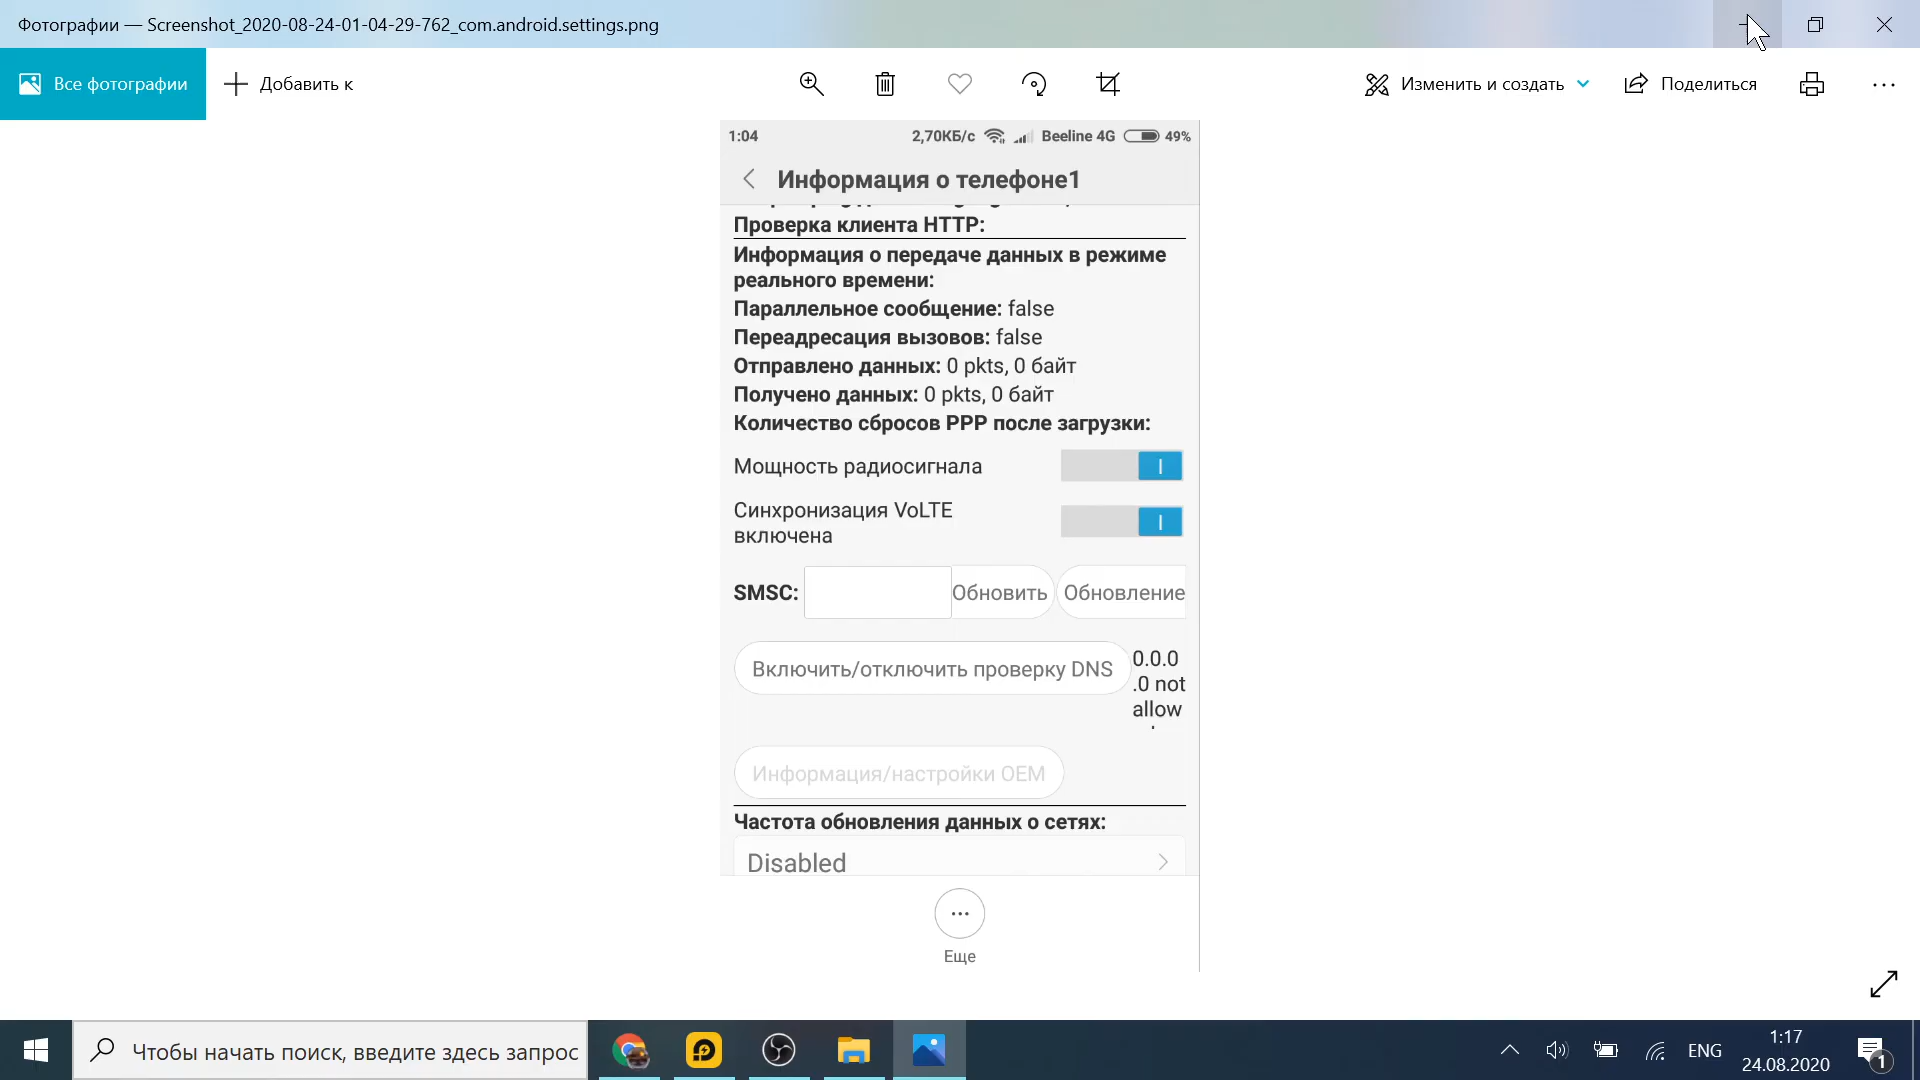 Фотографии — Screenshot_2020-08-24-01-04-29-762_com.android.settings.png
Все фотографии
Добавить к
Изменить и создать
Поделиться
1:04
2,70КБ/с
Beeline 4G
49%
Информация о телефоне1
Проверка клиента HTTP:
Информация о передаче данных в режиме
реального времени:
Параллельное сообщение: false
Переадресация вызовов: false
Отправлено данных: 0 pkts, 0 байт
Получено данных: 0 pkts, 0 байт
Количество сбросов PPP после загрузки:
Мощность радиосигнала
Синхронизация VoLTE
включена
SMSC:
Обновить
Обновление
Включить/отключить проверку DNS
0.0.0
.0 not
allow
Информация/настройки OEM
Частота обновления данных о сетях:
Disabled
Еще
Чтобы начать поиск, введите здесь запрос
ENG
1:17
24.08.2020
1